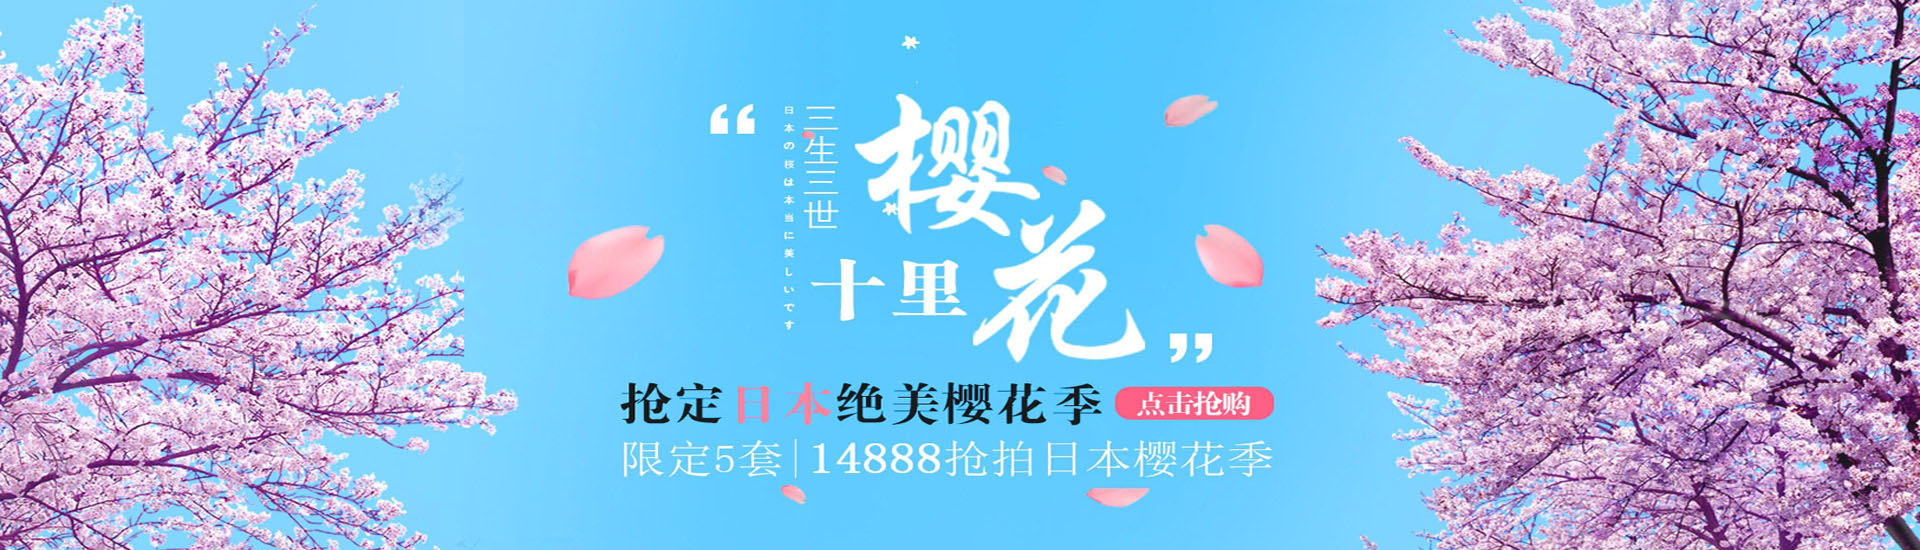 “
日本の桜は本当に美しいです
三生三世
十里
樱花
”
抢定日本绝美樱花季
点击抢购
限定5套|14888抢拍日本樱花季